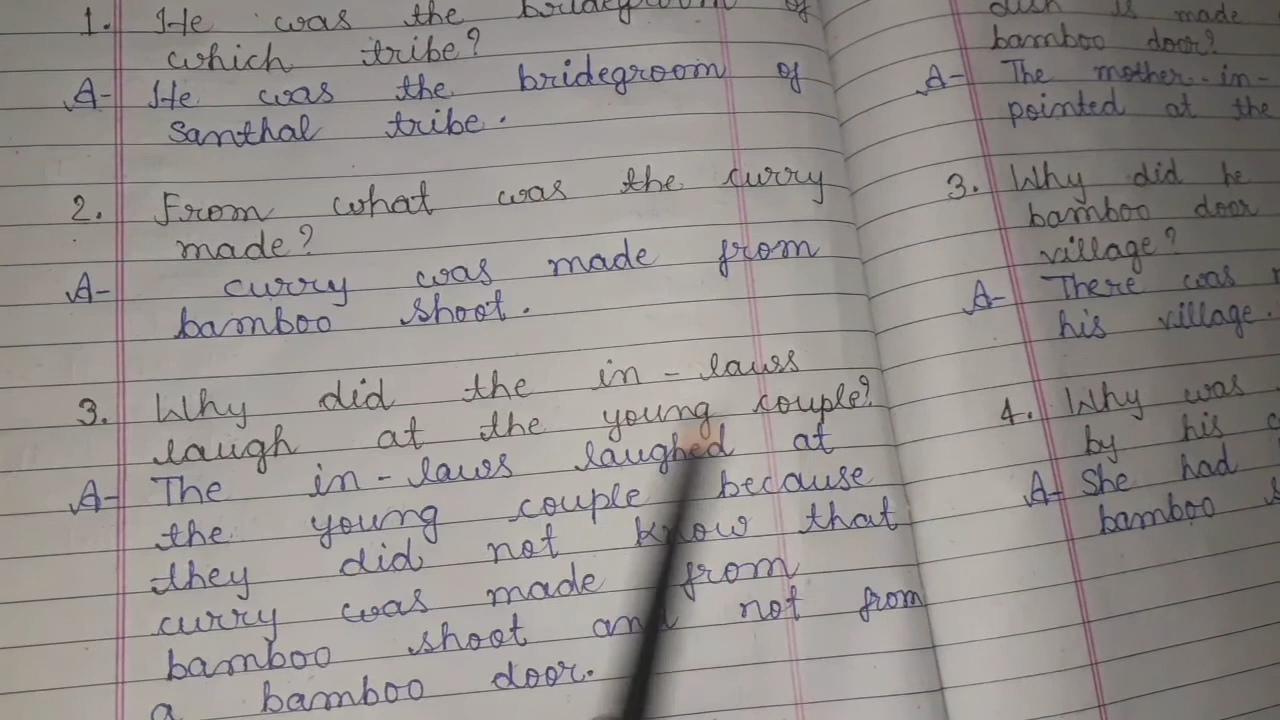 1. He was the bridegroom of
which tribe?
A- He was the bridegroom of
Santhal tribe.
2. From what was the curry
made?
A- curry was made from
bamboo shoot.
3. Why did the in-laws
laugh at the young couple?
A- The in-laws laughed at
the young couple because
they did not know that
curry was made from
bamboo shoot and not from
a bamboo door.
is made
bamboo door?
A- The mother-in-
pointed at the
3. Why did he
bamboo door
village?
A- There was
his village.
4. Why was
by his
A- She had
bamboo